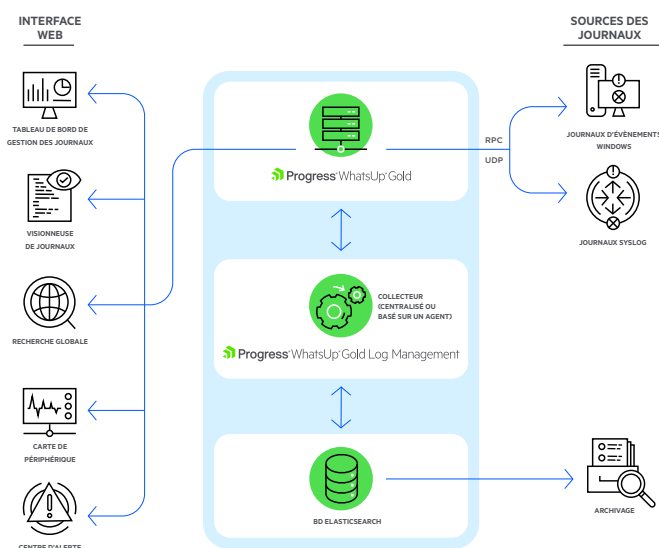 INTERFACE
WEB
TABLEAU DE BORD DE
GESTION DES JOURNAUX
VISIONNEUSE
DE JOURNAUX
RECHERCHE GLOBALE
CARTE DE
PÉRIPHÉRIQUE
CENTRE D'ALERTE
Progress® WhatsUp® Gold
COLLECTEUR
(CENTRALISÉ OU
BASÉ SUR UN AGENT)
Progress® WhatsUp® Gold Log Management
BD ELASTICSEARCH
RPC
UDP
SOURCES DES
JOURNAUX
JOURNAUX D'ÉVÈNEMENTS
WINDOWS
JOURNAUX SYSLOG
ARCHIVAGE